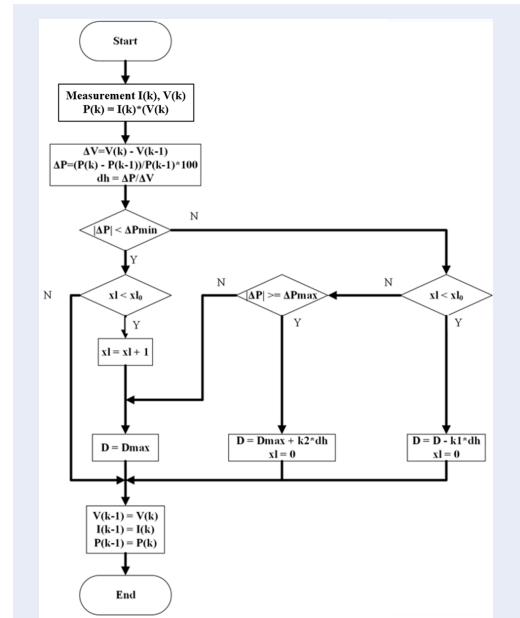 Start
Measurement I(k), V(k)
P(k) = I(k)*(V(k)
ΔV=V(k) - V(k-1)
ΔP=(P(k) - P(k-1))/P(k-1)*100
dh = ΔP/ΔV
|ΔP| < ΔPmin
N
Y
N
xl < xl₀
Y
N
|ΔP| >= ΔPmax
Y
N
xl < xl₀
Y
xl = xl + 1
D = Dmax
D = Dmax + k2*dh
xl = 0
D = D - k1*dh
xl = 0
V(k-1) = V(k)
I(k-1) = I(k)
P(k-1) = P(k)
End